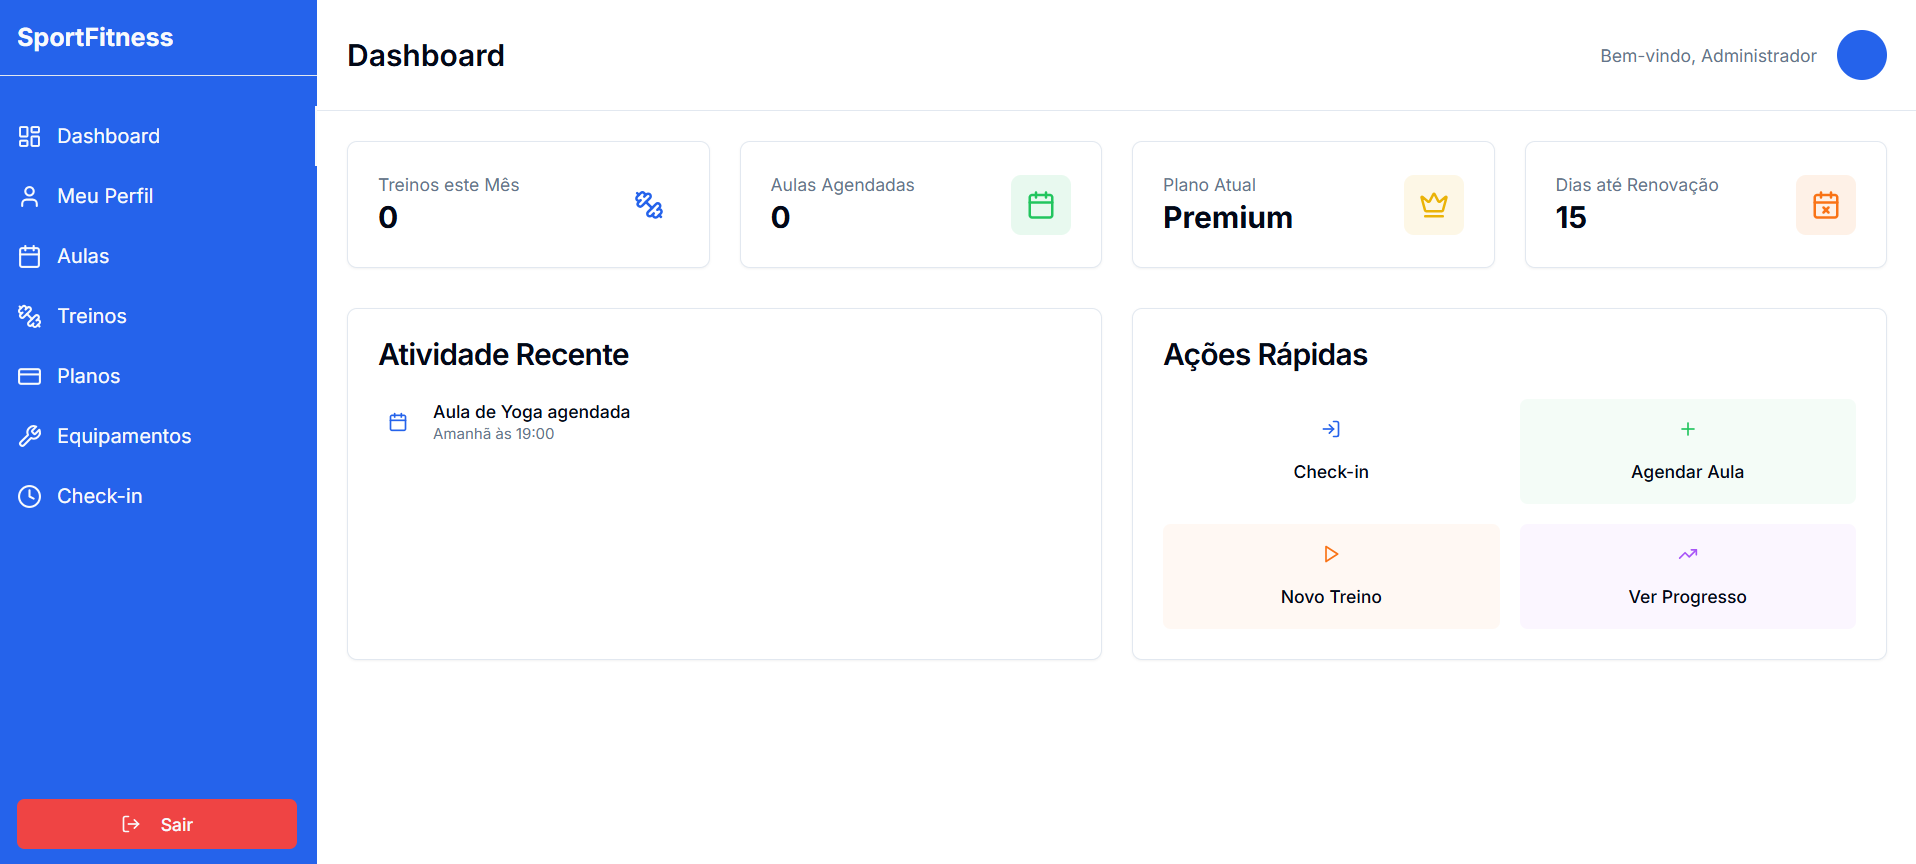 SportFitness
Dashboard
Meu Perfil
Aulas
Treinos
Planos
Equipamentos
Check-in
Sair
Dashboard
Bem-vindo, Administrador
Treinos este Mês
0
Aulas Agendadas
0
Plano Atual
Premium
Dias até Renovação
15
Atividade Recente
Aula de Yoga agendada
Amanhã às 19:00
Ações Rápidas
Check-in
Agendar Aula
Novo Treino
Ver Progresso